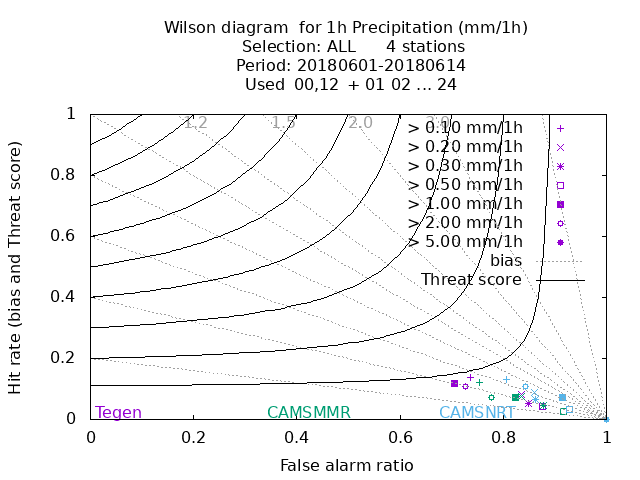 Wilson diagram  for 1h Precipitation (mm/1h)
Selection: ALL      4 stations
Period: 20180601-20180614
Used  00,12  + 01 02 ... 24
1.2 1.5 2.0 3.0
> 0.10 mm/1h
> 0.20 mm/1h
> 0.30 mm/1h
> 0.50 mm/1h
> 1.00 mm/1h
> 2.00 mm/1h
> 5.00 mm/1h
bias
Threat score
1
0.8
0.6
0.4
0.2
0
Hit rate (bias and Threat score)
Tegen CAMSMMR CAMSNRT
0 0.2 0.4 0.6 0.8 1
False alarm ratio